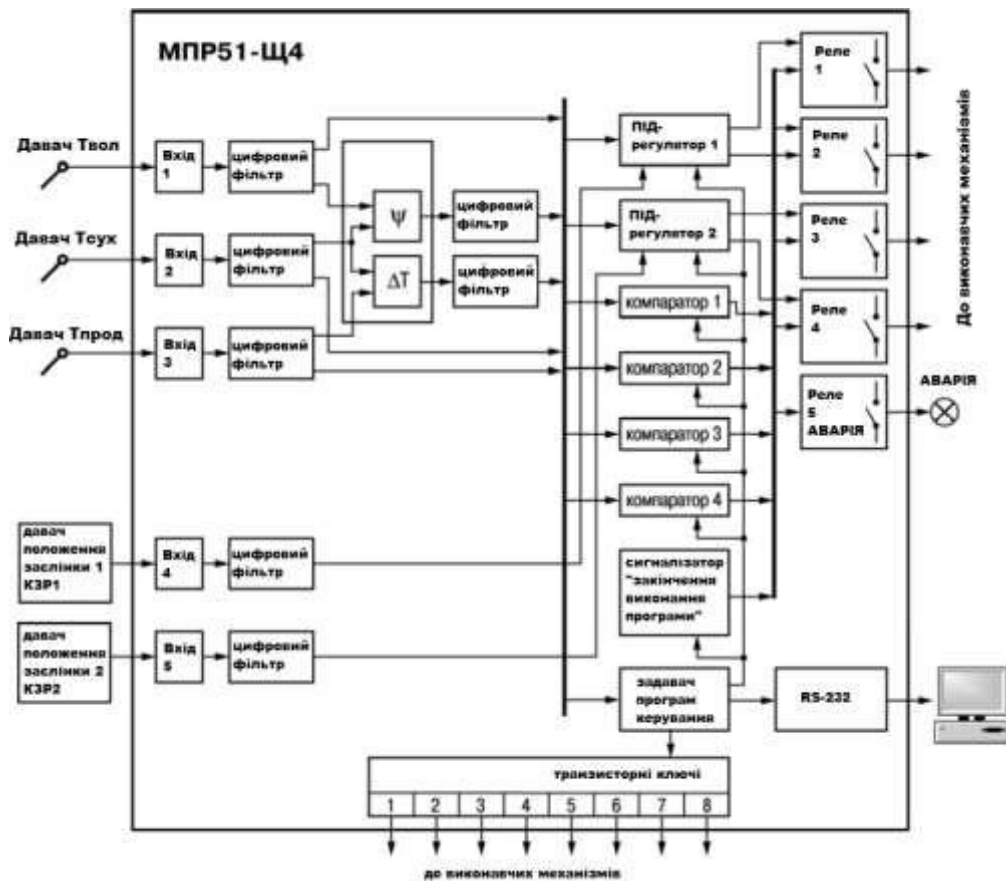 МПР51-Щ4
Давач Твол
Вхід
1
цифровий
фільтр
Давач Тсух
Вхід
2
цифровий
фільтр
Давач Тпрод
Вхід
3
цифровий
фільтр
Ψ
ΔT
цифровий
фільтр
цифровий
фільтр
давач
положення
заслінки 1
КЗР1
Вхід
4
цифровий
фільтр
давач
положення
заслінки 2
КЗР2
Вхід
5
цифровий
фільтр
ПІД-
регулятор 1
ПІД-
регулятор 2
компаратор 1
компаратор 2
компаратор 3
компаратор 4
сигналізатор
"закінчення
виконання
програми"
задавач
програм
керування
Реле
1
Реле
2
Реле
3
Реле
4
Реле
5
АВАРІЯ
До виконавчих механізмів
АВАРІЯ
RS-232
транзисторні ключі
1 2 3 4 5 6 7 8
до виконавчих механізмів